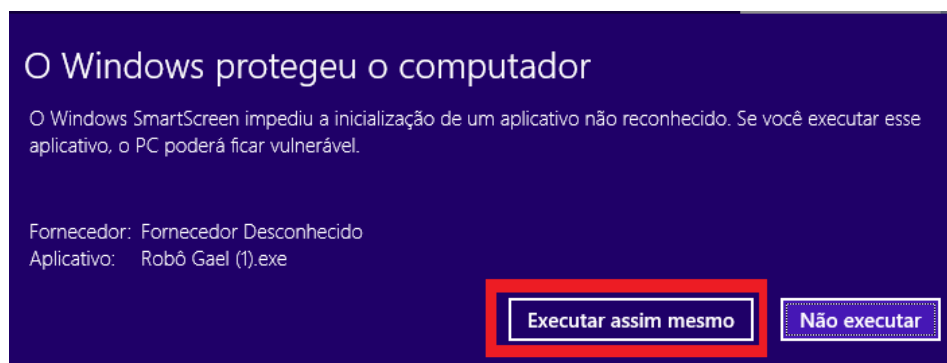 O Windows protegeu o computador
O Windows SmartScreen impediu a inicialização de um aplicativo não reconhecido. Se você executar esse
aplicativo, o PC poderá ficar vulnerável.
Fornecedor: Fornecedor Desconhecido
Aplicativo: Robô Gael (1).exe
Executar assim mesmo Não executar